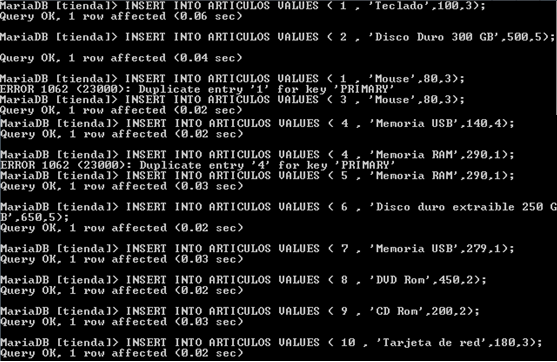 MariaDB [tienda]> INSERT INTO ARTICULOS VALUES ( 1 , 'Teclado',100,3);
Query OK, 1 row affected (0.06 sec)
MariaDB [tienda]> INSERT INTO ARTICULOS VALUES ( 2 , 'Disco Duro 300 GB',500,5);
Query OK, 1 row affected (0.04 sec)
MariaDB [tienda]> INSERT INTO ARTICULOS VALUES ( 1 , 'Mouse',80,3);
ERROR 1062 (23000): Duplicate entry '1' for key 'PRIMARY'
MariaDB [tienda]> INSERT INTO ARTICULOS VALUES ( 3 , 'Mouse',80,3);
Query OK, 1 row affected (0.02 sec)
MariaDB [tienda]> INSERT INTO ARTICULOS VALUES ( 4 , 'Memoria USB',140,4);
Query OK, 1 row affected (0.02 sec)
MariaDB [tienda]> INSERT INTO ARTICULOS VALUES ( 4 , 'Memoria RAM',290,1);
ERROR 1062 (23000): Duplicate entry '4' for key 'PRIMARY'
MariaDB [tienda]> INSERT INTO ARTICULOS VALUES ( 5 , 'Memoria RAM',290,1);
Query OK, 1 row affected (0.03 sec)
MariaDB [tienda]> INSERT INTO ARTICULOS VALUES ( 6 , 'Disco duro extraible 250 G
B',650,5);
Query OK, 1 row affected (0.02 sec)
MariaDB [tienda]> INSERT INTO ARTICULOS VALUES ( 7 , 'Memoria USB',279,1);
Query OK, 1 row affected (0.03 sec)
MariaDB [tienda]> INSERT INTO ARTICULOS VALUES ( 8 , 'DVD Rom',450,2);
Query OK, 1 row affected (0.02 sec)
MariaDB [tienda]> INSERT INTO ARTICULOS VALUES ( 9 , 'CD Rom',200,2);
Query OK, 1 row affected (0.03 sec)
MariaDB [tienda]> INSERT INTO ARTICULOS VALUES ( 10 , 'Tarjeta de red',180,3);
Query OK, 1 row affected (0.02 sec)